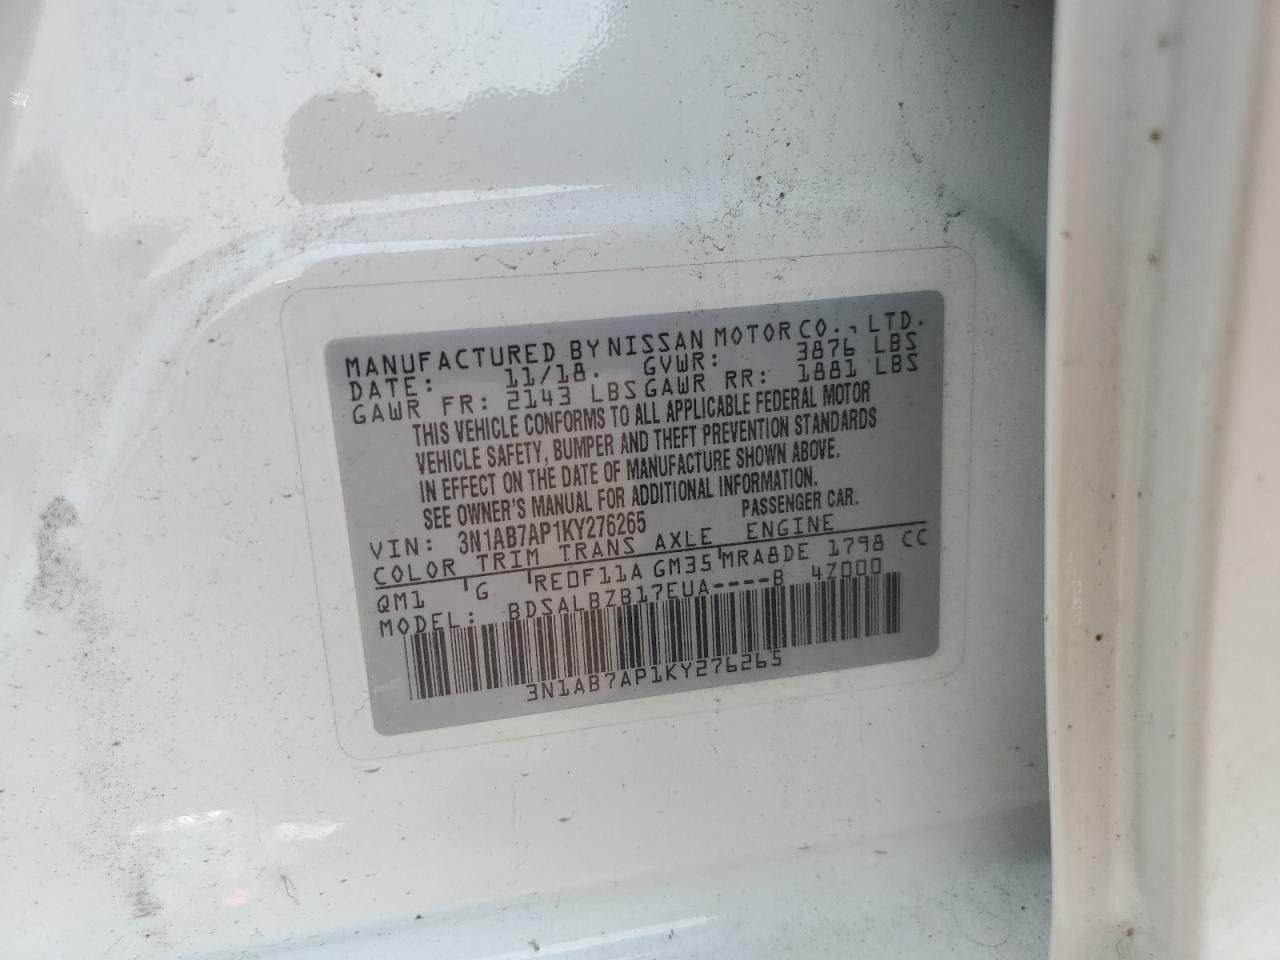 MANUFACTURED BY NISSAN MOTOR CO., LTD.
DATE: 11/18. GVWR: 3876 LBS
GAWR FR: 2143 LBS GAWR RR: 1881 LBS
THIS VEHICLE CONFORMS TO ALL APPLICABLE FEDERAL MOTOR
VEHICLE SAFETY, BUMPER AND THEFT PREVENTION STANDARDS
IN EFFECT ON THE DATE OF MANUFACTURE SHOWN ABOVE.
SEE OWNER'S MANUAL FOR ADDITIONAL INFORMATION.
VIN: 3N1AB7AP1KY276265 PASSENGER CAR.
COLOR TRIM TRANS AXLE ENGINE
QM1 G RE0F11A GM35 MRA8DE 1798 CC
MODEL: BDSALBZB17EUA----B 4Z000
3N1AB7AP1KY276265